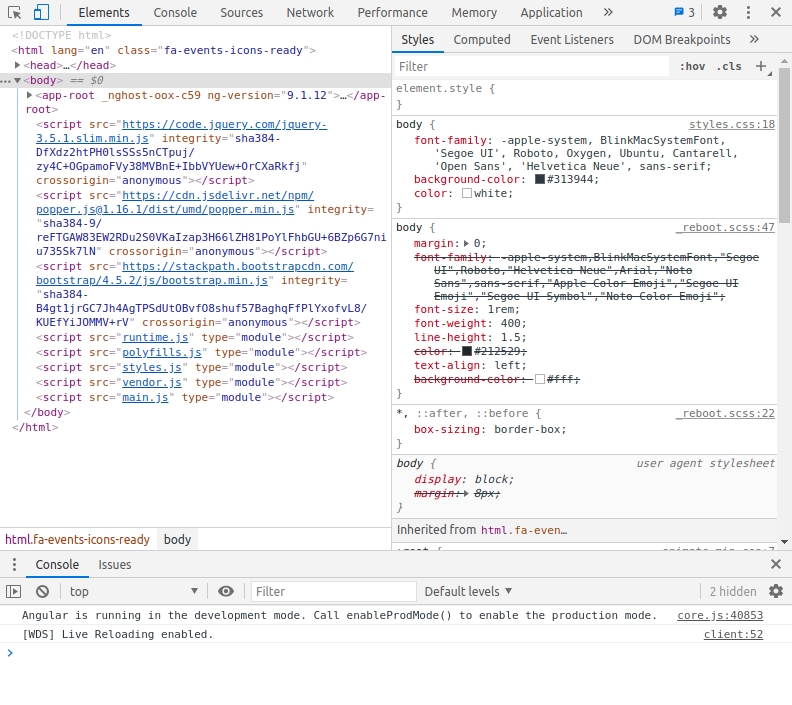 Elements Console Sources Network Performance Memory Application » 3
<!DOCTYPE html>
<html lang="en" class="fa-events-icons-ready">
<head>…</head>
<body> == $0
<app-root _nghost-oox-c59 ng-version="9.1.12">…</app-
root>
<script src="https://code.jquery.com/jquery-
3.5.1.slim.min.js" integrity="sha384-
DfXdz2htPH0lsSSs5nCTpuj/
zy4C+OGpamoFVy38MVBnE+IbbVYUew+OrCXaRkfj"
crossorigin="anonymous"></script>
<script src="https://cdn.jsdelivr.net/npm/
popper.js@1.16.1/dist/umd/popper.min.js" integrity=
"sha384-9/
reFTGAW83EW2RDu2S0VKaIzap3H66lZH81PoYlFhbGU+6BZp6G7ni
u735Sk7lN" crossorigin="anonymous"></script>
<script src="https://stackpath.bootstrapcdn.com/
bootstrap/4.5.2/js/bootstrap.min.js" integrity=
"sha384-
B4gt1jrGC7Jh4AgTPSdUtOBvfO8shuf57BaghqFfPlYxofvL8/
KUEfYiJOMMV+rV" crossorigin="anonymous"></script>
<script src="runtime.js" type="module"></script>
<script src="polyfills.js" type="module"></script>
<script src="styles.js" type="module"></script>
<script src="vendor.js" type="module"></script>
<script src="main.js" type="module"></script>
</body>
</html>
html.fa-events-icons-ready body
Styles Computed Event Listeners DOM Breakpoints »
Filter :hov .cls +
element.style {
}
body { styles.css:18
font-family: -apple-system, BlinkMacSystemFont,
'Segoe UI', Roboto, Oxygen, Ubuntu, Cantarell,
'Open Sans', 'Helvetica Neue', sans-serif;
background-color: #313944;
color: white;
}
body { _reboot.scss:47
margin: 0;
font-family: -apple-system,BlinkMacSystemFont,"Segoe
UI",Roboto,"Helvetica Neue",Arial,"Noto
Sans",sans-serif,"Apple Color Emoji","Segoe UI
Emoji","Segoe UI Symbol","Noto Color Emoji";
font-size: 1rem;
font-weight: 400;
line-height: 1.5;
color: #212529;
text-align: left;
background-color: #fff;
}
*, ::after, ::before { _reboot.scss:22
box-sizing: border-box;
}
body { user agent stylesheet
display: block;
margin: 8px;
}
Inherited from html.fa-even…
Console Issues
top Filter Default levels 2 hidden
Angular is running in the development mode. Call enableProdMode() to enable the production mode. core.js:40853
[WDS] Live Reloading enabled. client:52